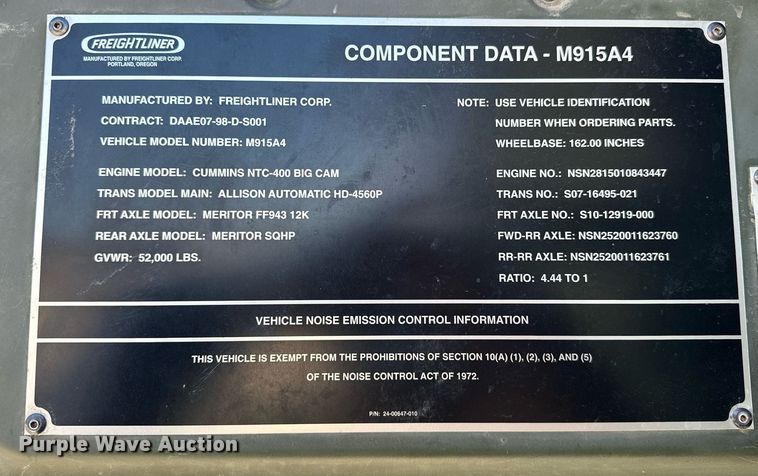 FREIGHTLINER
MANUFACTURED BY FREIGHTLINER CORP.
PORTLAND, OREGON
COMPONENT DATA - M915A4
MANUFACTURED BY: FREIGHTLINER CORP.
CONTRACT: DAAE07-98-D-S001
VEHICLE MODEL NUMBER: M915A4
NOTE: USE VEHICLE IDENTIFICATION
NUMBER WHEN ORDERING PARTS.
WHEELBASE: 162.00 INCHES
ENGINE MODEL: CUMMINS NTC-400 BIG CAM
TRANS MODEL MAIN: ALLISON AUTOMATIC HD-4560P
FRT AXLE MODEL: MERITOR FF943 12K
REAR AXLE MODEL: MERITOR SQHP
GVWR: 52,000 LBS.
ENGINE NO.: NSN2815010843447
TRANS NO.: S07-16495-021
FRT AXLE NO.: S10-12919-000
FWD-RR AXLE: NSN2520011623760
RR-RR AXLE: NSN2520011623761
RATIO: 4.44 TO 1
VEHICLE NOISE EMISSION CONTROL INFORMATION
THIS VEHICLE IS EXEMPT FROM THE PROHIBITIONS OF SECTION 10(A) (1), (2), (3), AND (5)
OF THE NOISE CONTROL ACT OF 1972.
P/N: 24-00647-010
Purple Wave Auction